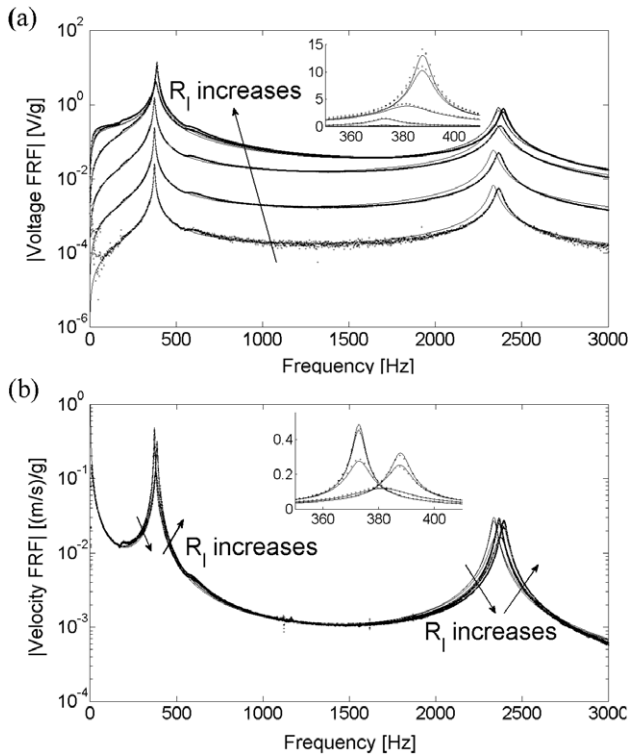 (a)
10^2
10^0
10^-2
10^-4
10^-6
|Voltage FRF| [V/g]
R_l increases
15
10
5
0
360 380 400
0 500 1000 1500 2000 2500 3000
Frequency [Hz]
(b)
10^0
10^-1
10^-2
10^-3
10^-4
|Velocity FRF| [(m/s)/g]
0.4
0.2
0
360 380 400
R_l increases
R_l increases
0 500 1000 1500 2000 2500 3000
Frequency [Hz]